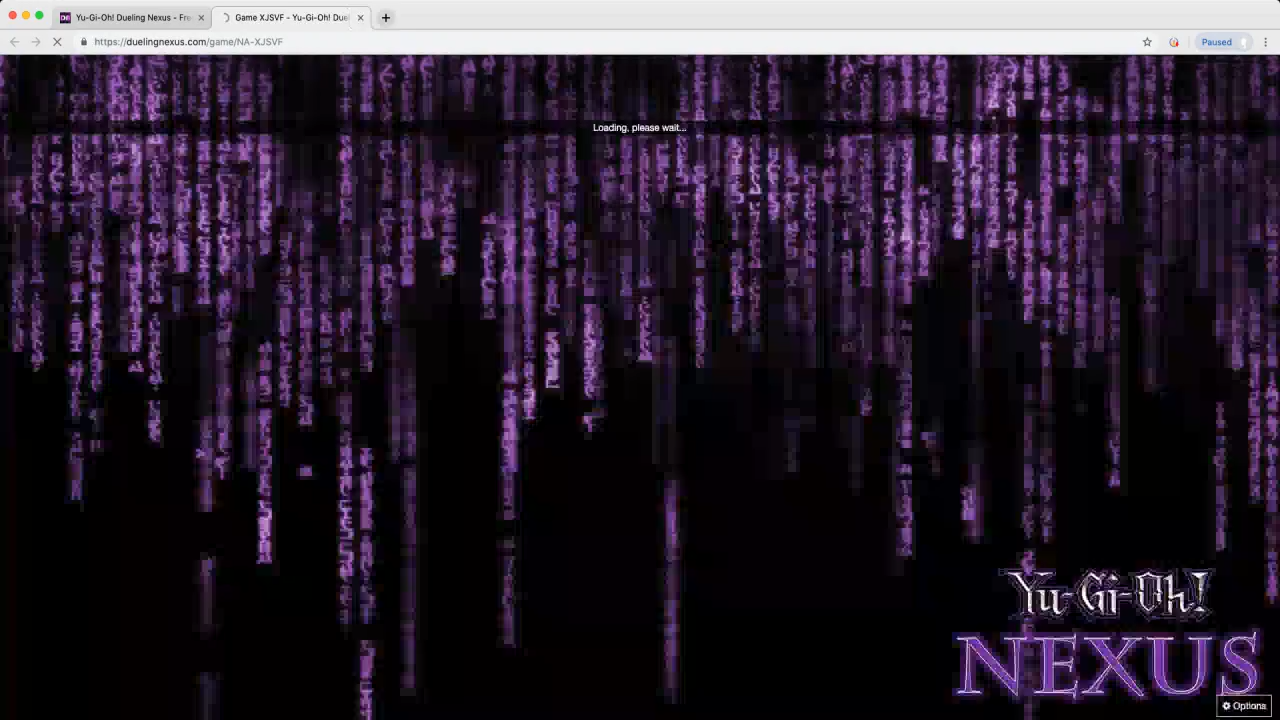 Yu-Gi-Oh! Dueling Nexus - Fre
Game XJSVF - Yu-Gi-Oh! Duel
https://duelingnexus.com/game/NA-XJSVF
Paused
Loading, please wait...
Yu-Gi-Oh!
NEXUS
Options